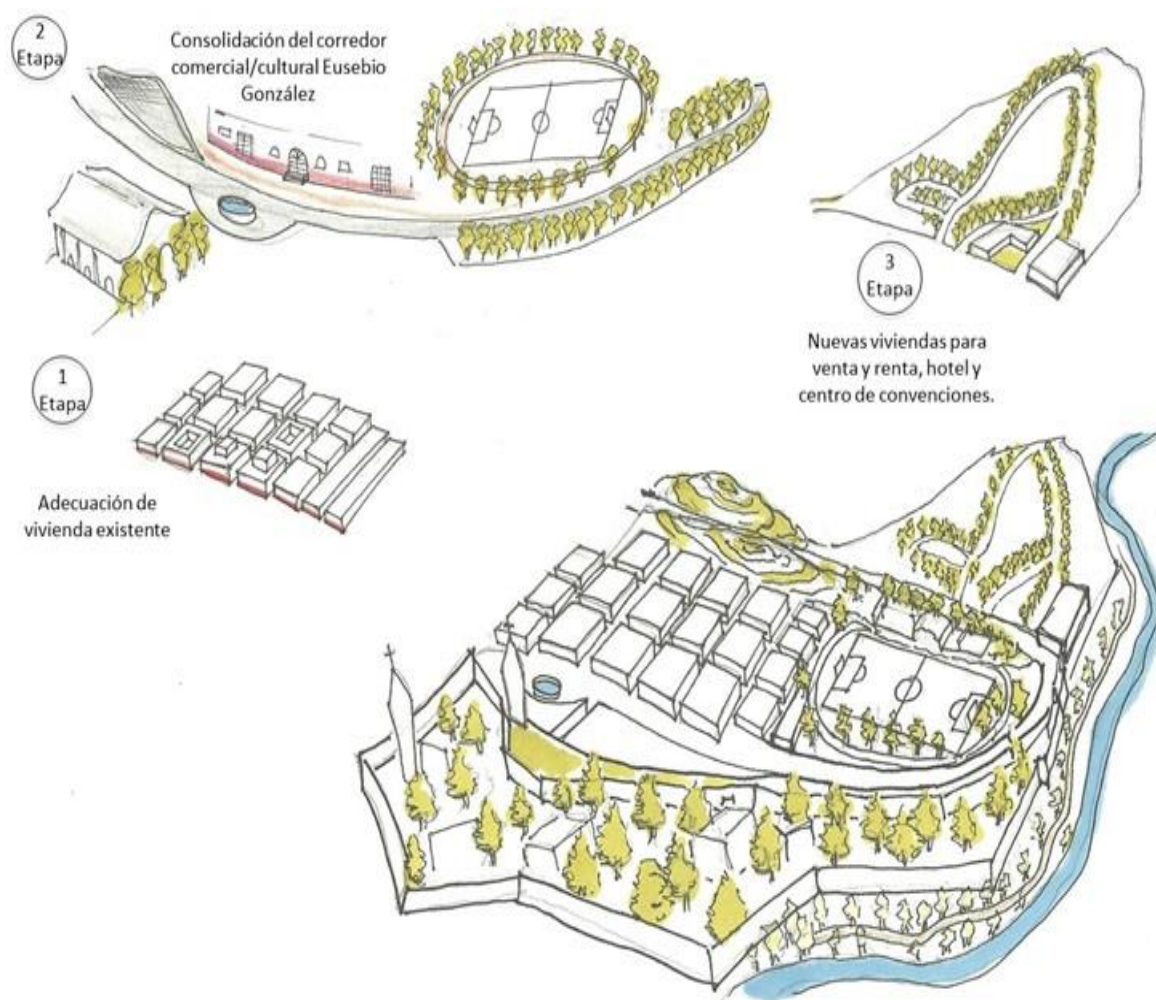 2
Etapa
Consolidación del corredor
comercial/cultural Eusebio
González
3
Etapa
Nuevas viviendas para
venta y renta, hotel y
centro de convenciones.
1
Etapa
Adecuación de
vivienda existente